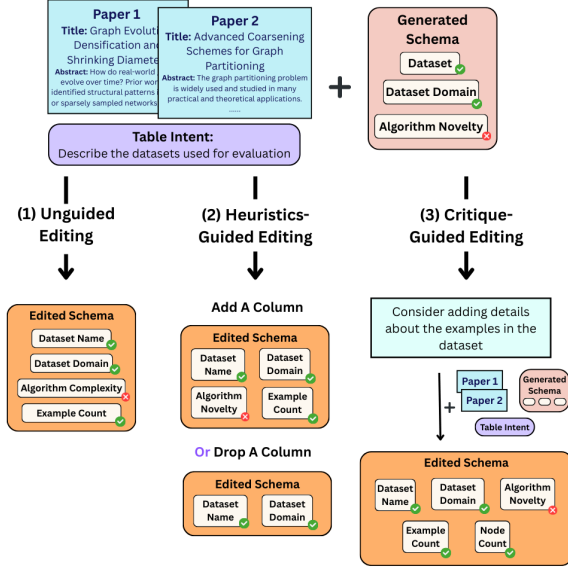 Paper 1
Title: Graph Evoluti
Densification and
Shrinking Diamete
Abstract: How do real-world
evolve over time? Prior wor
identified structural patterns i
or sparsely sampled networks
Paper 2
Title: Advanced Coarsening
Schemes for Graph
Partitioning
Abstract: The graph partitioning problem
is widely used and studied in many
practical and theoretical applications.
......
Table Intent:
Describe the datasets used for evaluation
+
Generated
Schema
Dataset
Dataset Domain
Algorithm Novelty
(1) Unguided
Editing
(2) Heuristics-
Guided Editing
(3) Critique-
Guided Editing
Edited Schema
Dataset Name
Dataset Domain
Algorithm Complexity
Example Count
Add A Column
Edited Schema
Dataset
Name
Dataset
Domain
Algorithm
Novelty
Example
Count
Or Drop A Column
Edited Schema
Dataset
Name
Dataset
Domain
Consider adding details
about the examples in the
dataset
+
Paper 1
Paper 2
Generated
Schema
Table Intent
Edited Schema
Dataset
Name
Dataset
Domain
Algorithm
Novelty
Example
Count
Node
Count